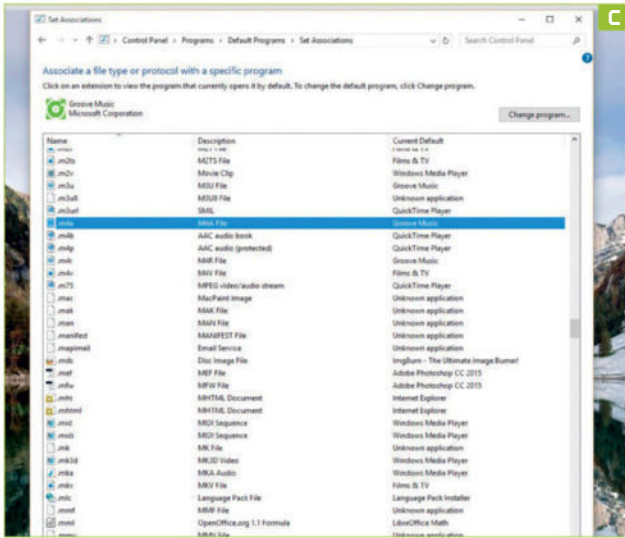 C
Set Associations
Control Panel › Programs › Default Programs › Set Associations Search Control Panel
Associate a file type or protocol with a specific program
Click on an extension to view the program that currently opens it by default. To change the default program, click Change program.
Groove Music
Microsoft Corporation
Change program...
Name Description Current Default
.m2ts M2TS File Films & TV
.m2v Movie Clip Windows Media Player
.m3u M3U File Groove Music
.m3u8 M3U8 File Unknown application
.m3url SMIL QuickTime Player
.m4a M4A File Groove Music
.m4b AAC audio book QuickTime Player
.m4p AAC audio (protected) QuickTime Player
.m4r M4R File Groove Music
.m4v M4V File Films & TV
.m75 MPEG video/audio stream QuickTime Player
.mac MacPaint Image Unknown application
.mak MAK File Unknown application
.man MAN File Unknown application
.manifest MANIFEST File Unknown application
.mapimail Email Service Unknown application
.mds Disc Image File ImgBurn - The Ultimate Image Burner!
.mef MEF File Adobe Photoshop CC 2015
.mfw MFW File Adobe Photoshop CC 2015
.mht MHTML Document Internet Explorer
.mhtml MHTML Document Internet Explorer
.mid MIDI Sequence Windows Media Player
.midi MIDI Sequence Windows Media Player
.mk MK File Unknown application
.mk3d MK3D Video Windows Media Player
.mka MKA Audio Windows Media Player
.mkv MKV File Films & TV
.mlc Language Pack File Language Pack Installer
.mmf MMF File Unknown application
.mml OpenOffice.org 1.1 Formula LibreOffice Math
Unknown application